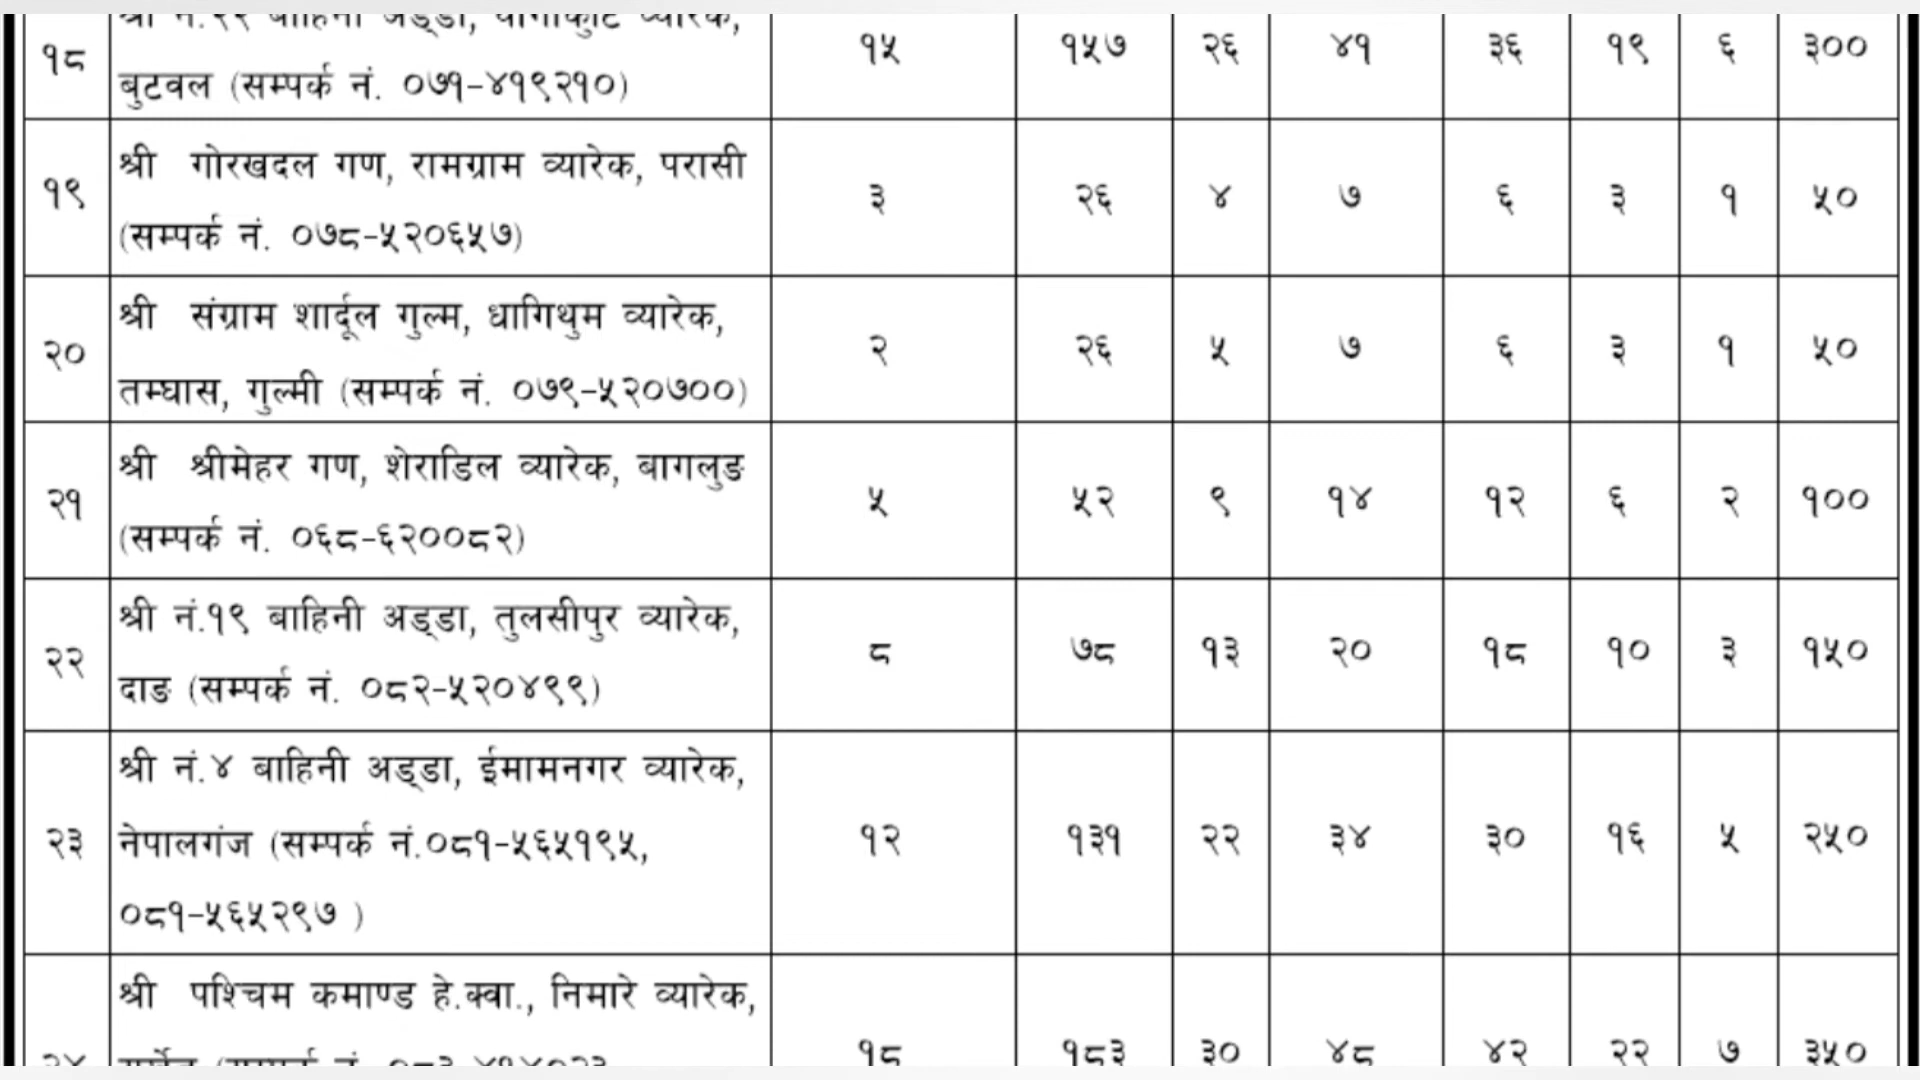 श्री नं.२२ बाहिनी अड्डा, व्यारेक,
१८ बुटवल (सम्पर्क नं. ०७१-४१९२१०) १५ १५७ २६ ४१ ३६ १९ ६ ३००
श्री गोरखदल गण, रामग्राम व्यारेक, परासी
१९ (सम्पर्क नं. ०७८-५२०६५७) ३ २६ ४ ७ ६ ३ १ ५०
श्री संग्राम शार्दूल गुल्म, धागिथुम व्यारेक,
२० तम्घास, गुल्मी (सम्पर्क नं. ०७९-५२०७००) २ २६ ५ ७ ६ ३ १ ५०
श्री श्रीमेहर गण, शेराडिल व्यारेक, बागलुङ
२१ (सम्पर्क नं. ०६८-६२००८२) ५ ५२ ९ १४ १२ ६ २ १००
श्री नं.१९ बाहिनी अड्डा, तुलसीपुर व्यारेक,
२२ दाङ (सम्पर्क नं. ०८२-५२०४९९) ८ ७८ १३ २० १८ १० ३ १५०
श्री नं.४ बाहिनी अड्डा, ईमामनगर व्यारेक,
२३ नेपालगंज (सम्पर्क नं.०८१-५६५१९५, १२ १३१ २२ ३४ ३० १६ ५ २५०
०८१-५६५२९७ )
श्री पश्चिम कमाण्ड हे.क्वा., निमारे व्यारेक,
२४ (सम्पर्क नं. १८ १८३ ३० ४८ ४२ २२ ७ ३५०